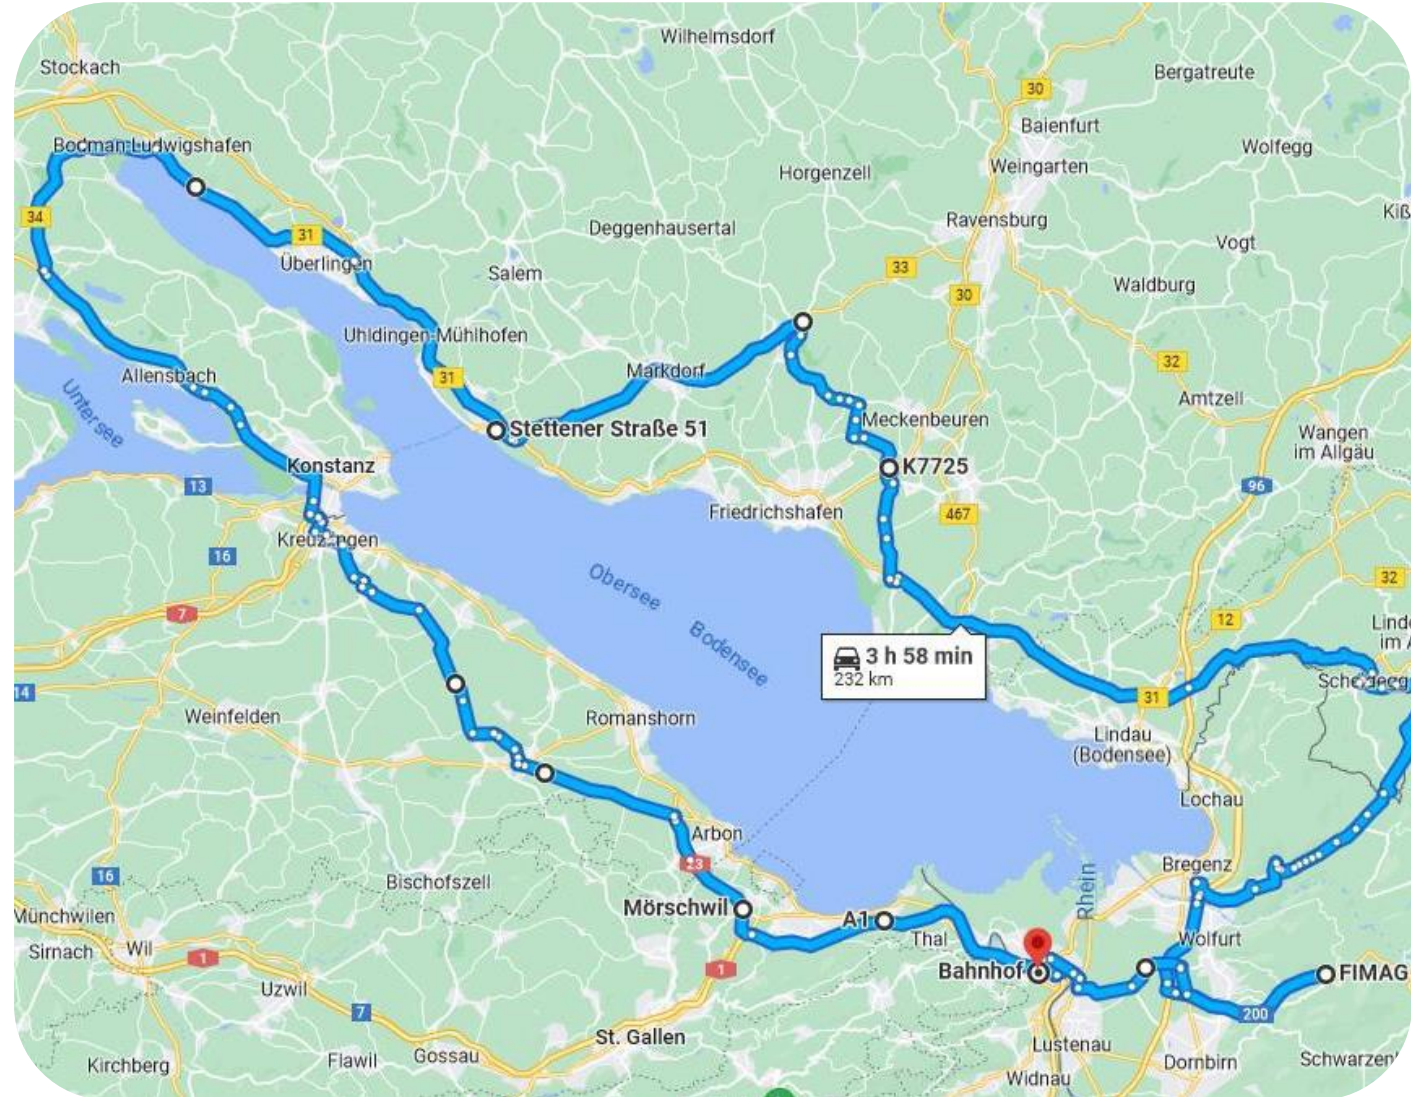 Wilhelmsdorf
Stockach
Bergatreute
30
Baienfurt
Bodman-Ludwigshafen
Wolfegg
Weingarten
Horgenzell
34
Ravensburg
Deggenhausertal
31
Vogt
Überlingen
Salem
33
Waldburg
30
Uhldingen-Mühlhofen
32
Markdorf
Allensbach
Untersee
31
Amtzell
Meckenbeuren
Stettener Straße 51
Wangen
im Allgäu
Konstanz
K7725
13
96
Friedrichshafen
467
Kreuzlingen
16
Obersee
32
7
12
Bodensee
3 h 58 min
232 km
14
31
Weinfelden
Romanshorn
Lindau
(Bodensee)
Lochau
Arbon
23
Bregenz
16
Bischofszell
Rhein
Mörschwil
Münchwilen
A1
Thal
Wolfurt
Sirnach
Wil
1
1
Bahnhof
FIMAG
Uzwil
7
200
St. Gallen
Lustenau
Kirchberg
Flawil
Gossau
Dornbirn
Widnau